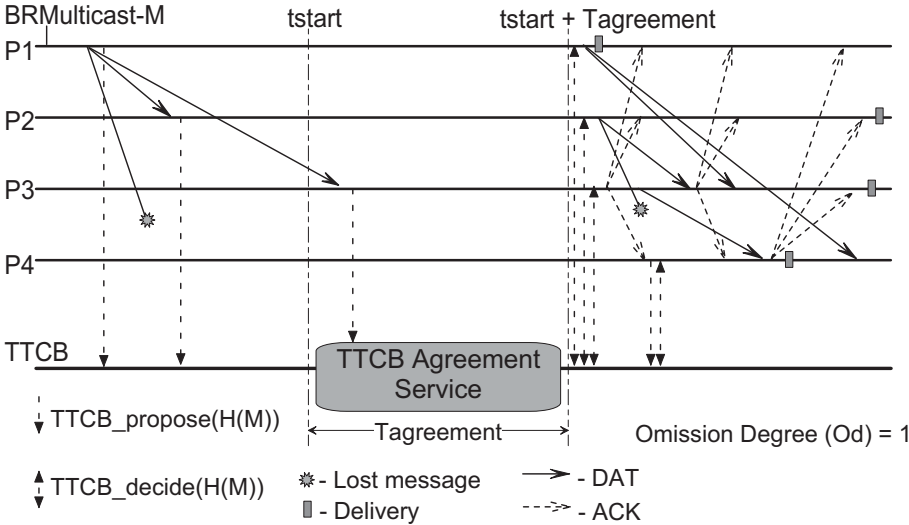 BRMulticast-M
tstart
tstart + Tagreement
P1
P2
P3
P4
TTCB
TTCB Agreement
Service
Tagreement
TTCB_propose(H(M))
TTCB_decide(H(M))
Omission Degree (Od) = 1
- Lost message
- DAT
- Delivery
- ACK